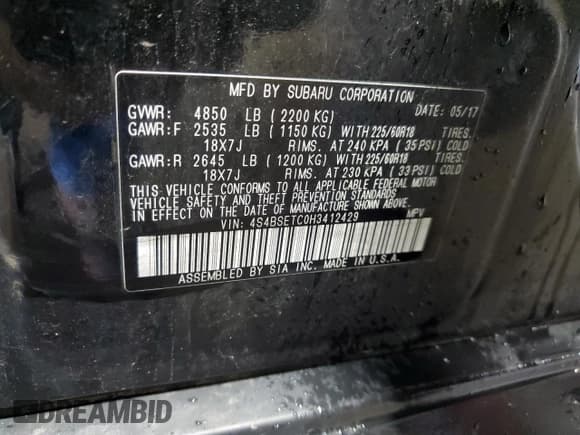 MFD BY SUBARU CORPORATION
GVWR: 4850 LB (2200 KG) DATE: 05/17
GAWR:F 2535 LB (1150 KG) WITH 225/60R18 TIRES.
18X7J RIMS. AT 240 KPA (35 PSI) COLD
GAWR:R 2645 LB (1200 KG) WITH 225/60R18 TIRES.
18X7J RIMS. AT 230 KPA (33 PSI) COLD
THIS VEHICLE CONFORMS TO ALL APPLICABLE FEDERAL MOTOR
VEHICLE SAFETY AND THEFT PREVENTION STANDARDS
IN EFFECT ON THE DATE OF MANUFACTURE SHOWN ABOVE.
VIN: 4S4BSETC0H3412429 MPV
ASSEMBLED BY SIA INC. MADE IN U.S.A.
DREAMBID